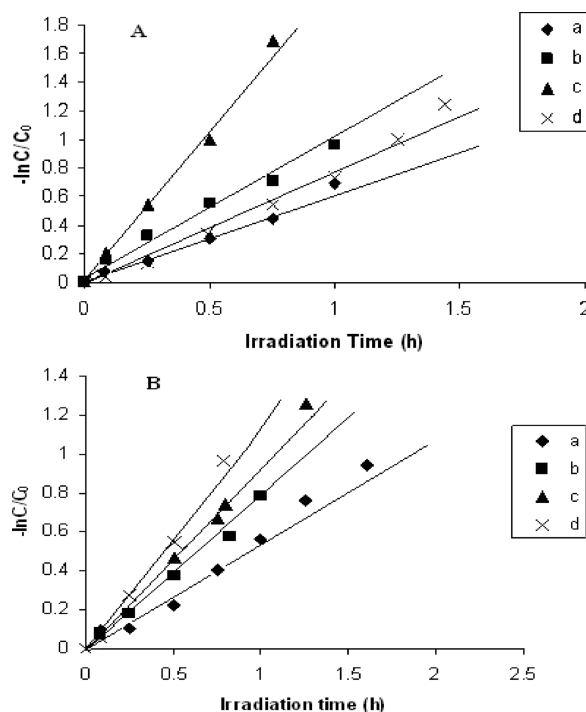 A
-lnC/C0
1.8
1.6
1.4
1.2
1
0.8
0.6
0.4
0.2
0
0 0.5 1 1.5 2
Irradiation Time (h)
a
b
c
d
B
-lnC/C0
1.4
1.2
1
0.8
0.6
0.4
0.2
0
0 0.5 1 1.5 2 2.5
Irradiation time (h)
a
b
c
d